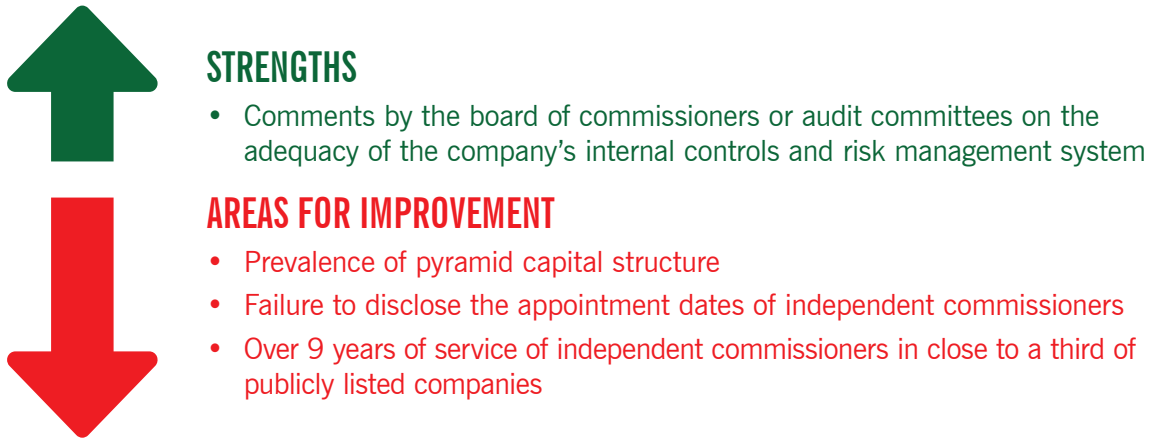 STRENGTHS
• Comments by the board of commissioners or audit committees on the
adequacy of the company’s internal controls and risk management system
AREAS FOR IMPROVEMENT
• Prevalence of pyramid capital structure
• Failure to disclose the appointment dates of independent commissioners
• Over 9 years of service of independent commissioners in close to a third of
publicly listed companies